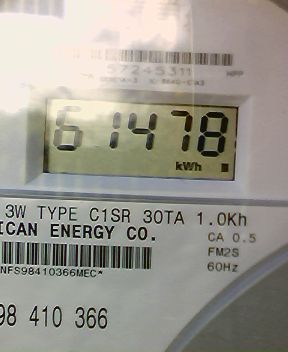 57245311
61478
kWh
3W TYPE C1SR 30TA 1.0Kh
ICAN ENERGY CO.
CA 0.5
FM2S
NFS98410366MEC*
60Hz
98 410 366